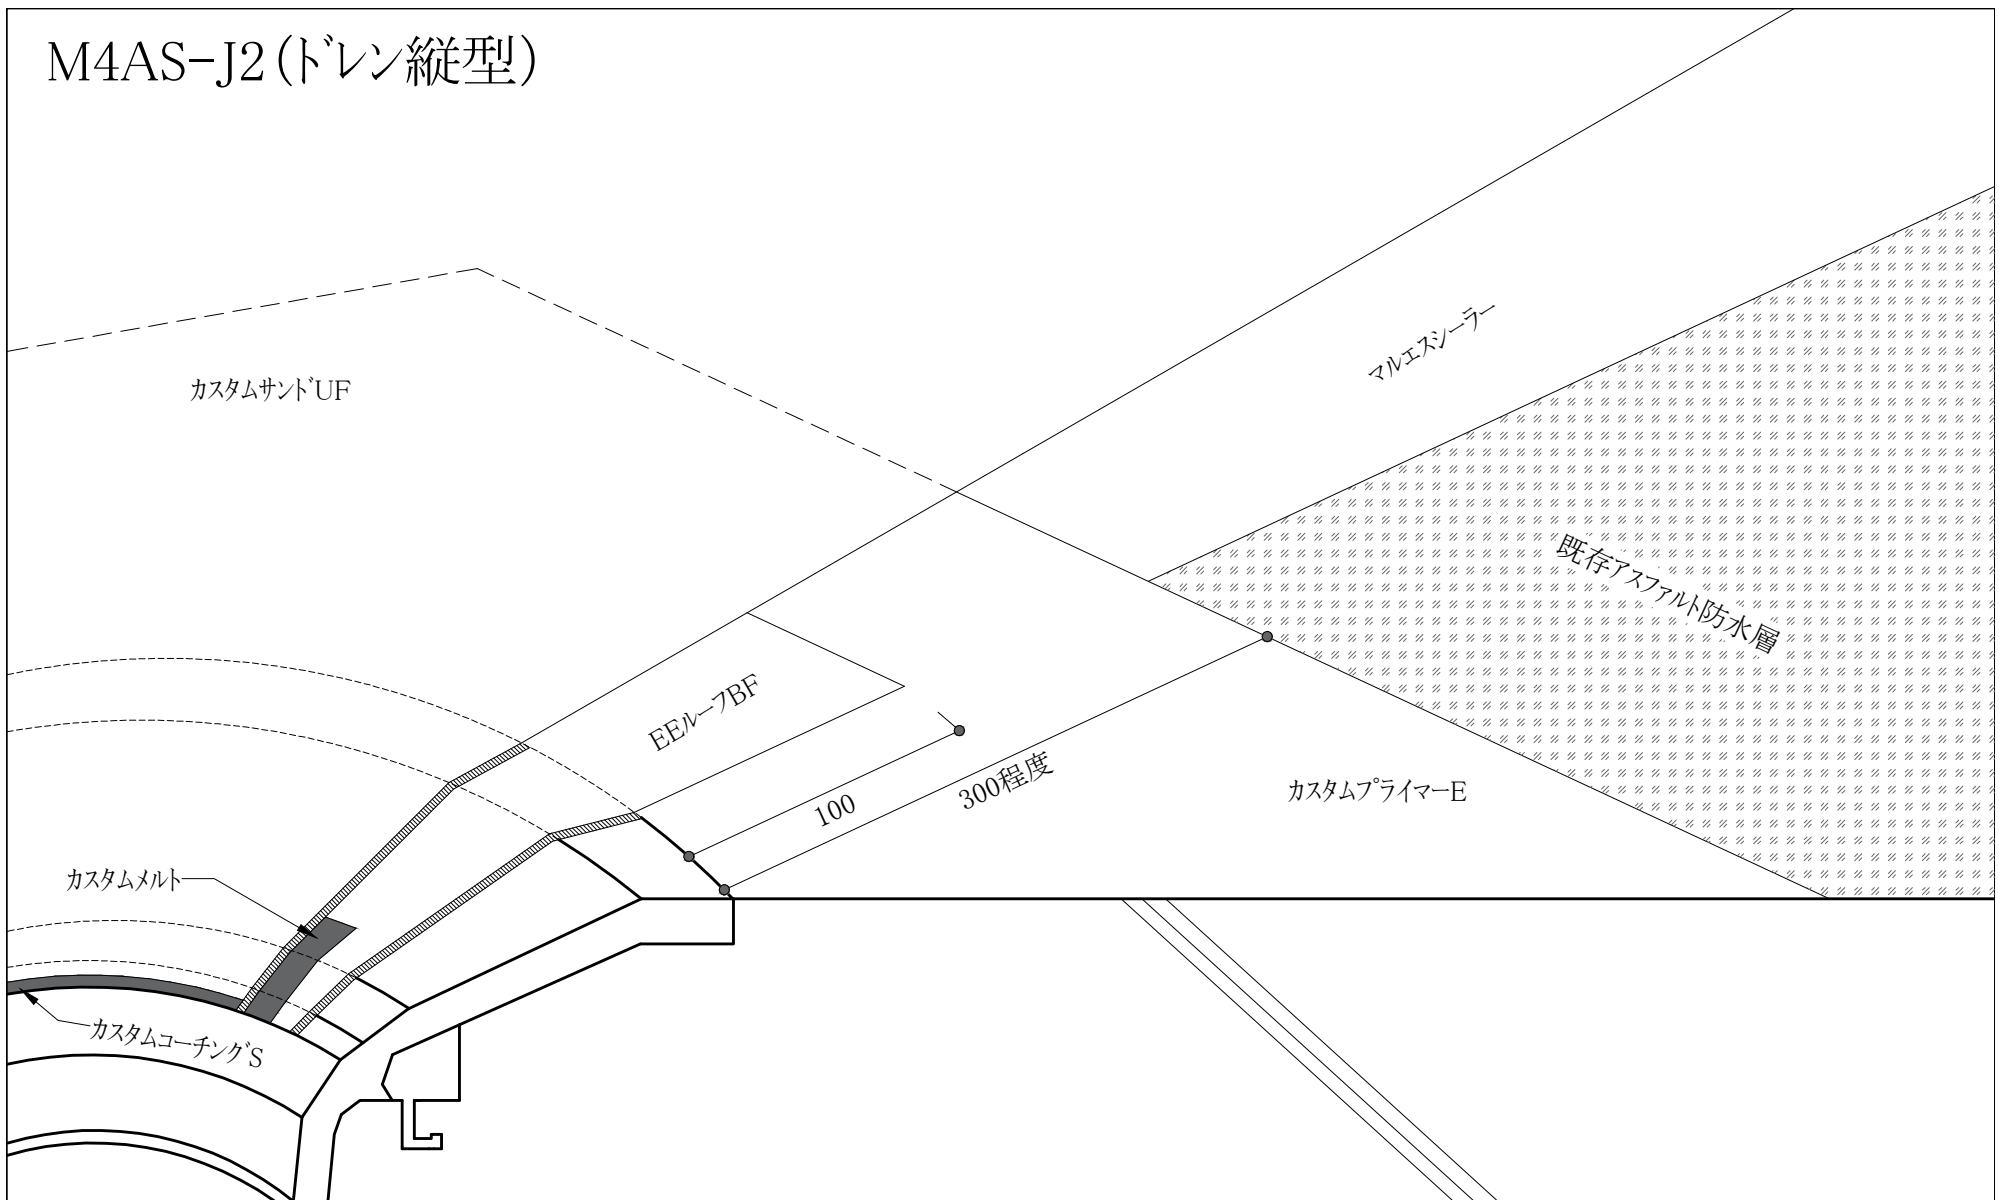 M4AS-J2(ドレン縦型)
マルエスシーラー
カスタムサンドUF
既存アスファルト防水層
EEルーフBF
300程度
100
カスタムプライマーE
カスタムメルト
カスタムコーチングS